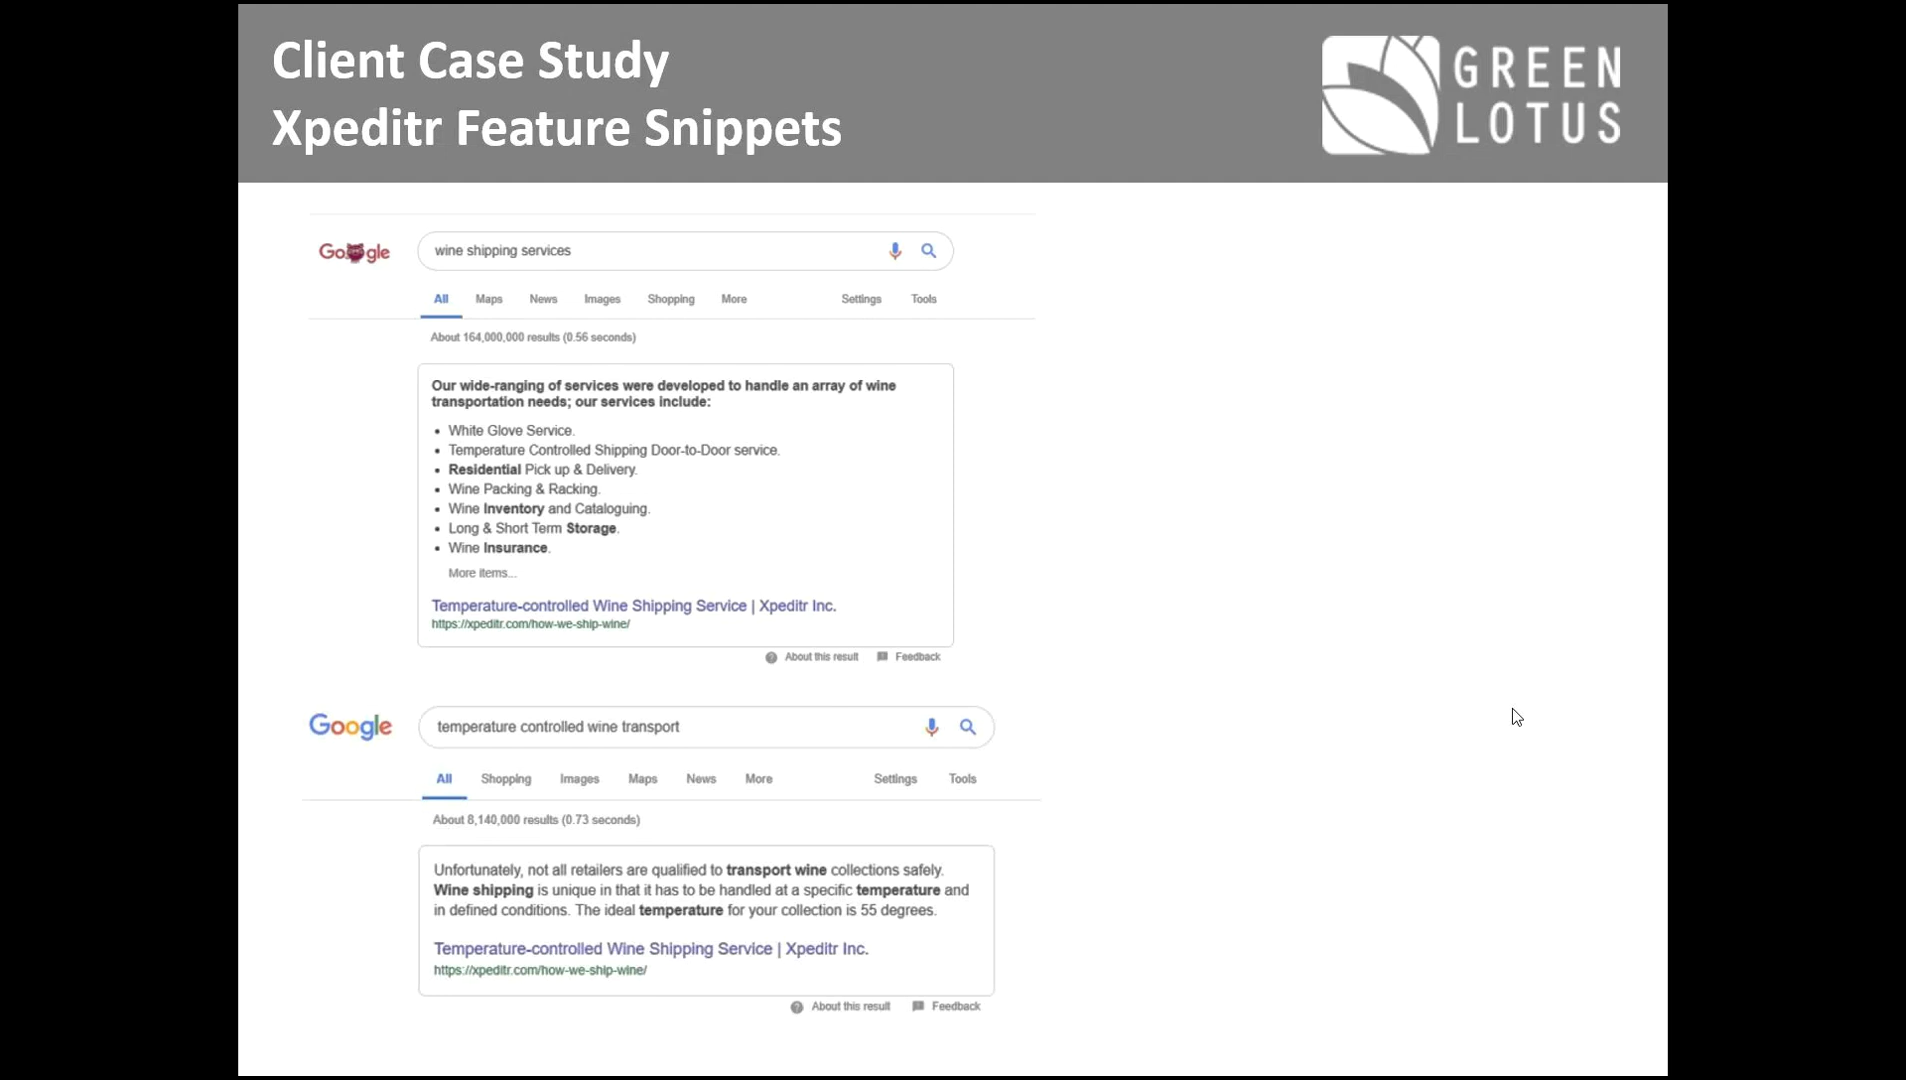 Client Case Study
Xpeditr Feature Snippets
GREEN
LOTUS
Google
wine shipping services
All Maps News Images Shopping More Settings Tools
About 164,000,000 results (0.56 seconds)
Our wide-ranging of services were developed to handle an array of wine
transportation needs; our services include:
• White Glove Service.
• Temperature Controlled Shipping Door-to-Door service.
• Residential Pick up & Delivery.
• Wine Packing & Racking.
• Wine Inventory and Cataloguing.
• Long & Short Term Storage.
• Wine Insurance.
More items...
Temperature-controlled Wine Shipping Service | Xpeditr Inc.
https://xpeditr.com/how-we-ship-wine/
About this result Feedback
Google
temperature controlled wine transport
All Shopping Images Maps News More Settings Tools
About 8,140,000 results (0.73 seconds)
Unfortunately, not all retailers are qualified to transport wine collections safely.
Wine shipping is unique in that it has to be handled at a specific temperature and
in defined conditions. The ideal temperature for your collection is 55 degrees.
Temperature-controlled Wine Shipping Service | Xpeditr Inc.
https://xpeditr.com/how-we-ship-wine/
About this result Feedback